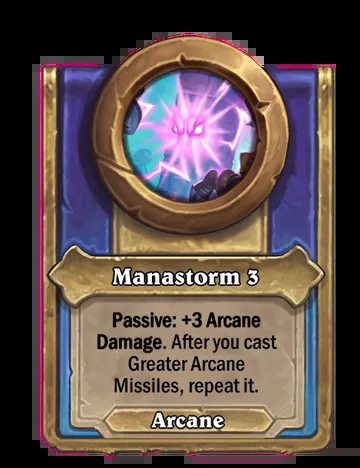 Manastorm 3
Passive: +3 Arcane
Damage. After you cast
Greater Arcane
Missiles, repeat it.
Arcane